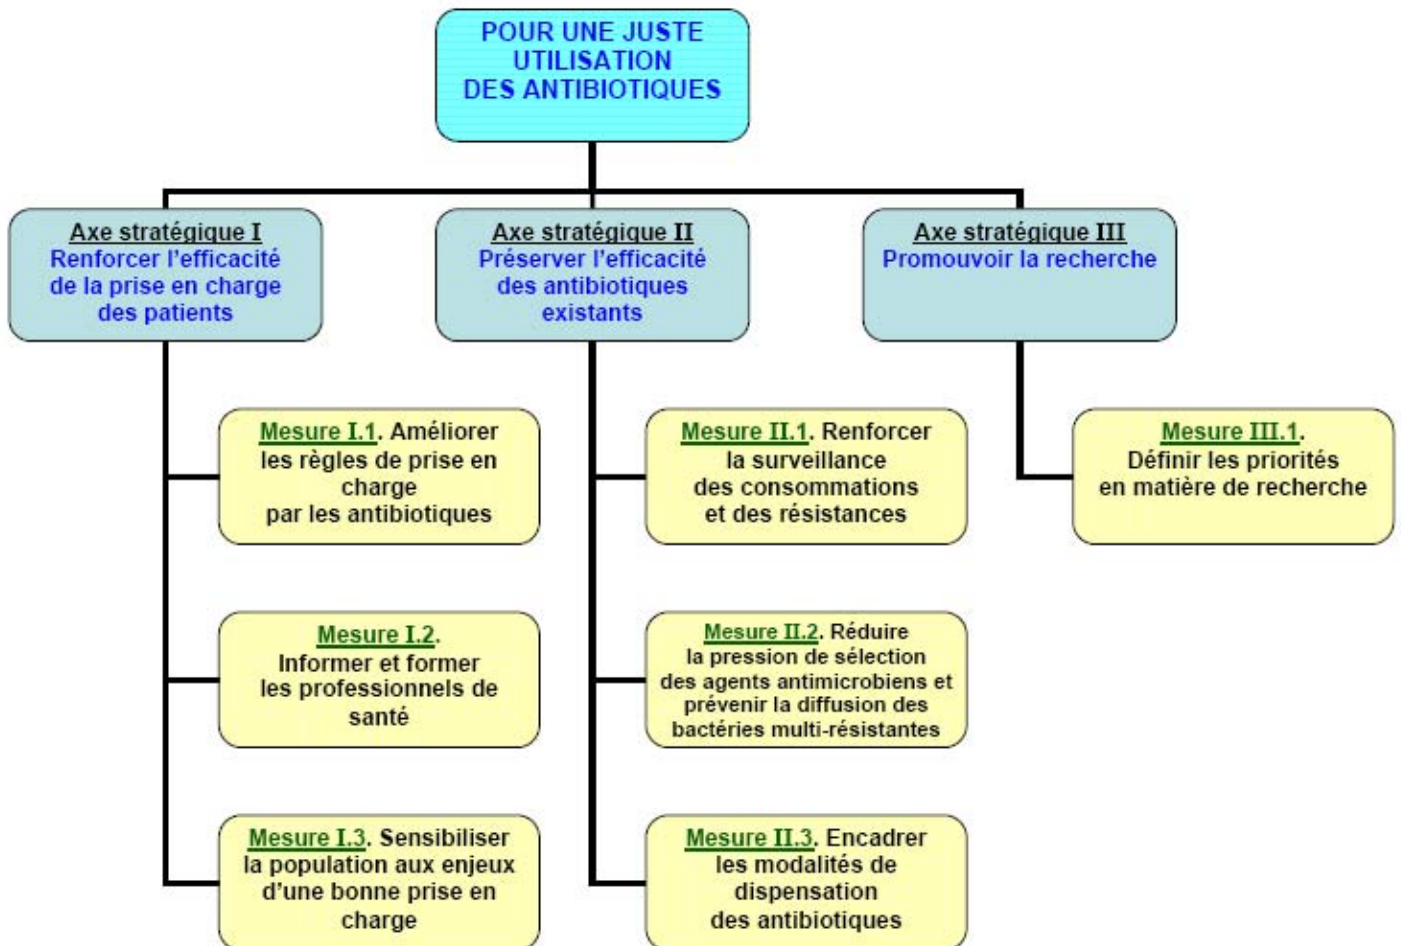 POUR UNE JUSTE
UTILISATION
DES ANTIBIOTIQUES
Axe stratégique I
Renforcer l'efficacité
de la prise en charge
des patients
Axe stratégique II
Préserver l'efficacité
des antibiotiques
existants
Axe stratégique III
Promouvoir la recherche
Mesure I.1. Améliorer
les règles de prise en
charge
par les antibiotiques
Mesure II.1. Renforcer
la surveillance
des consommations
et des résistances
Mesure III.1.
Définir les priorités
en matière de recherche
Mesure I.2.
Informer et former
les professionnels de
santé
Mesure II.2. Réduire
la pression de sélection
des agents antimicrobiens et
prévenir la diffusion des
bactéries multi-résistantes
Mesure I.3. Sensibiliser
la population aux enjeux
d'une bonne prise en
charge
Mesure II.3. Encadrer
les modalités de
dispensation
des antibiotiques